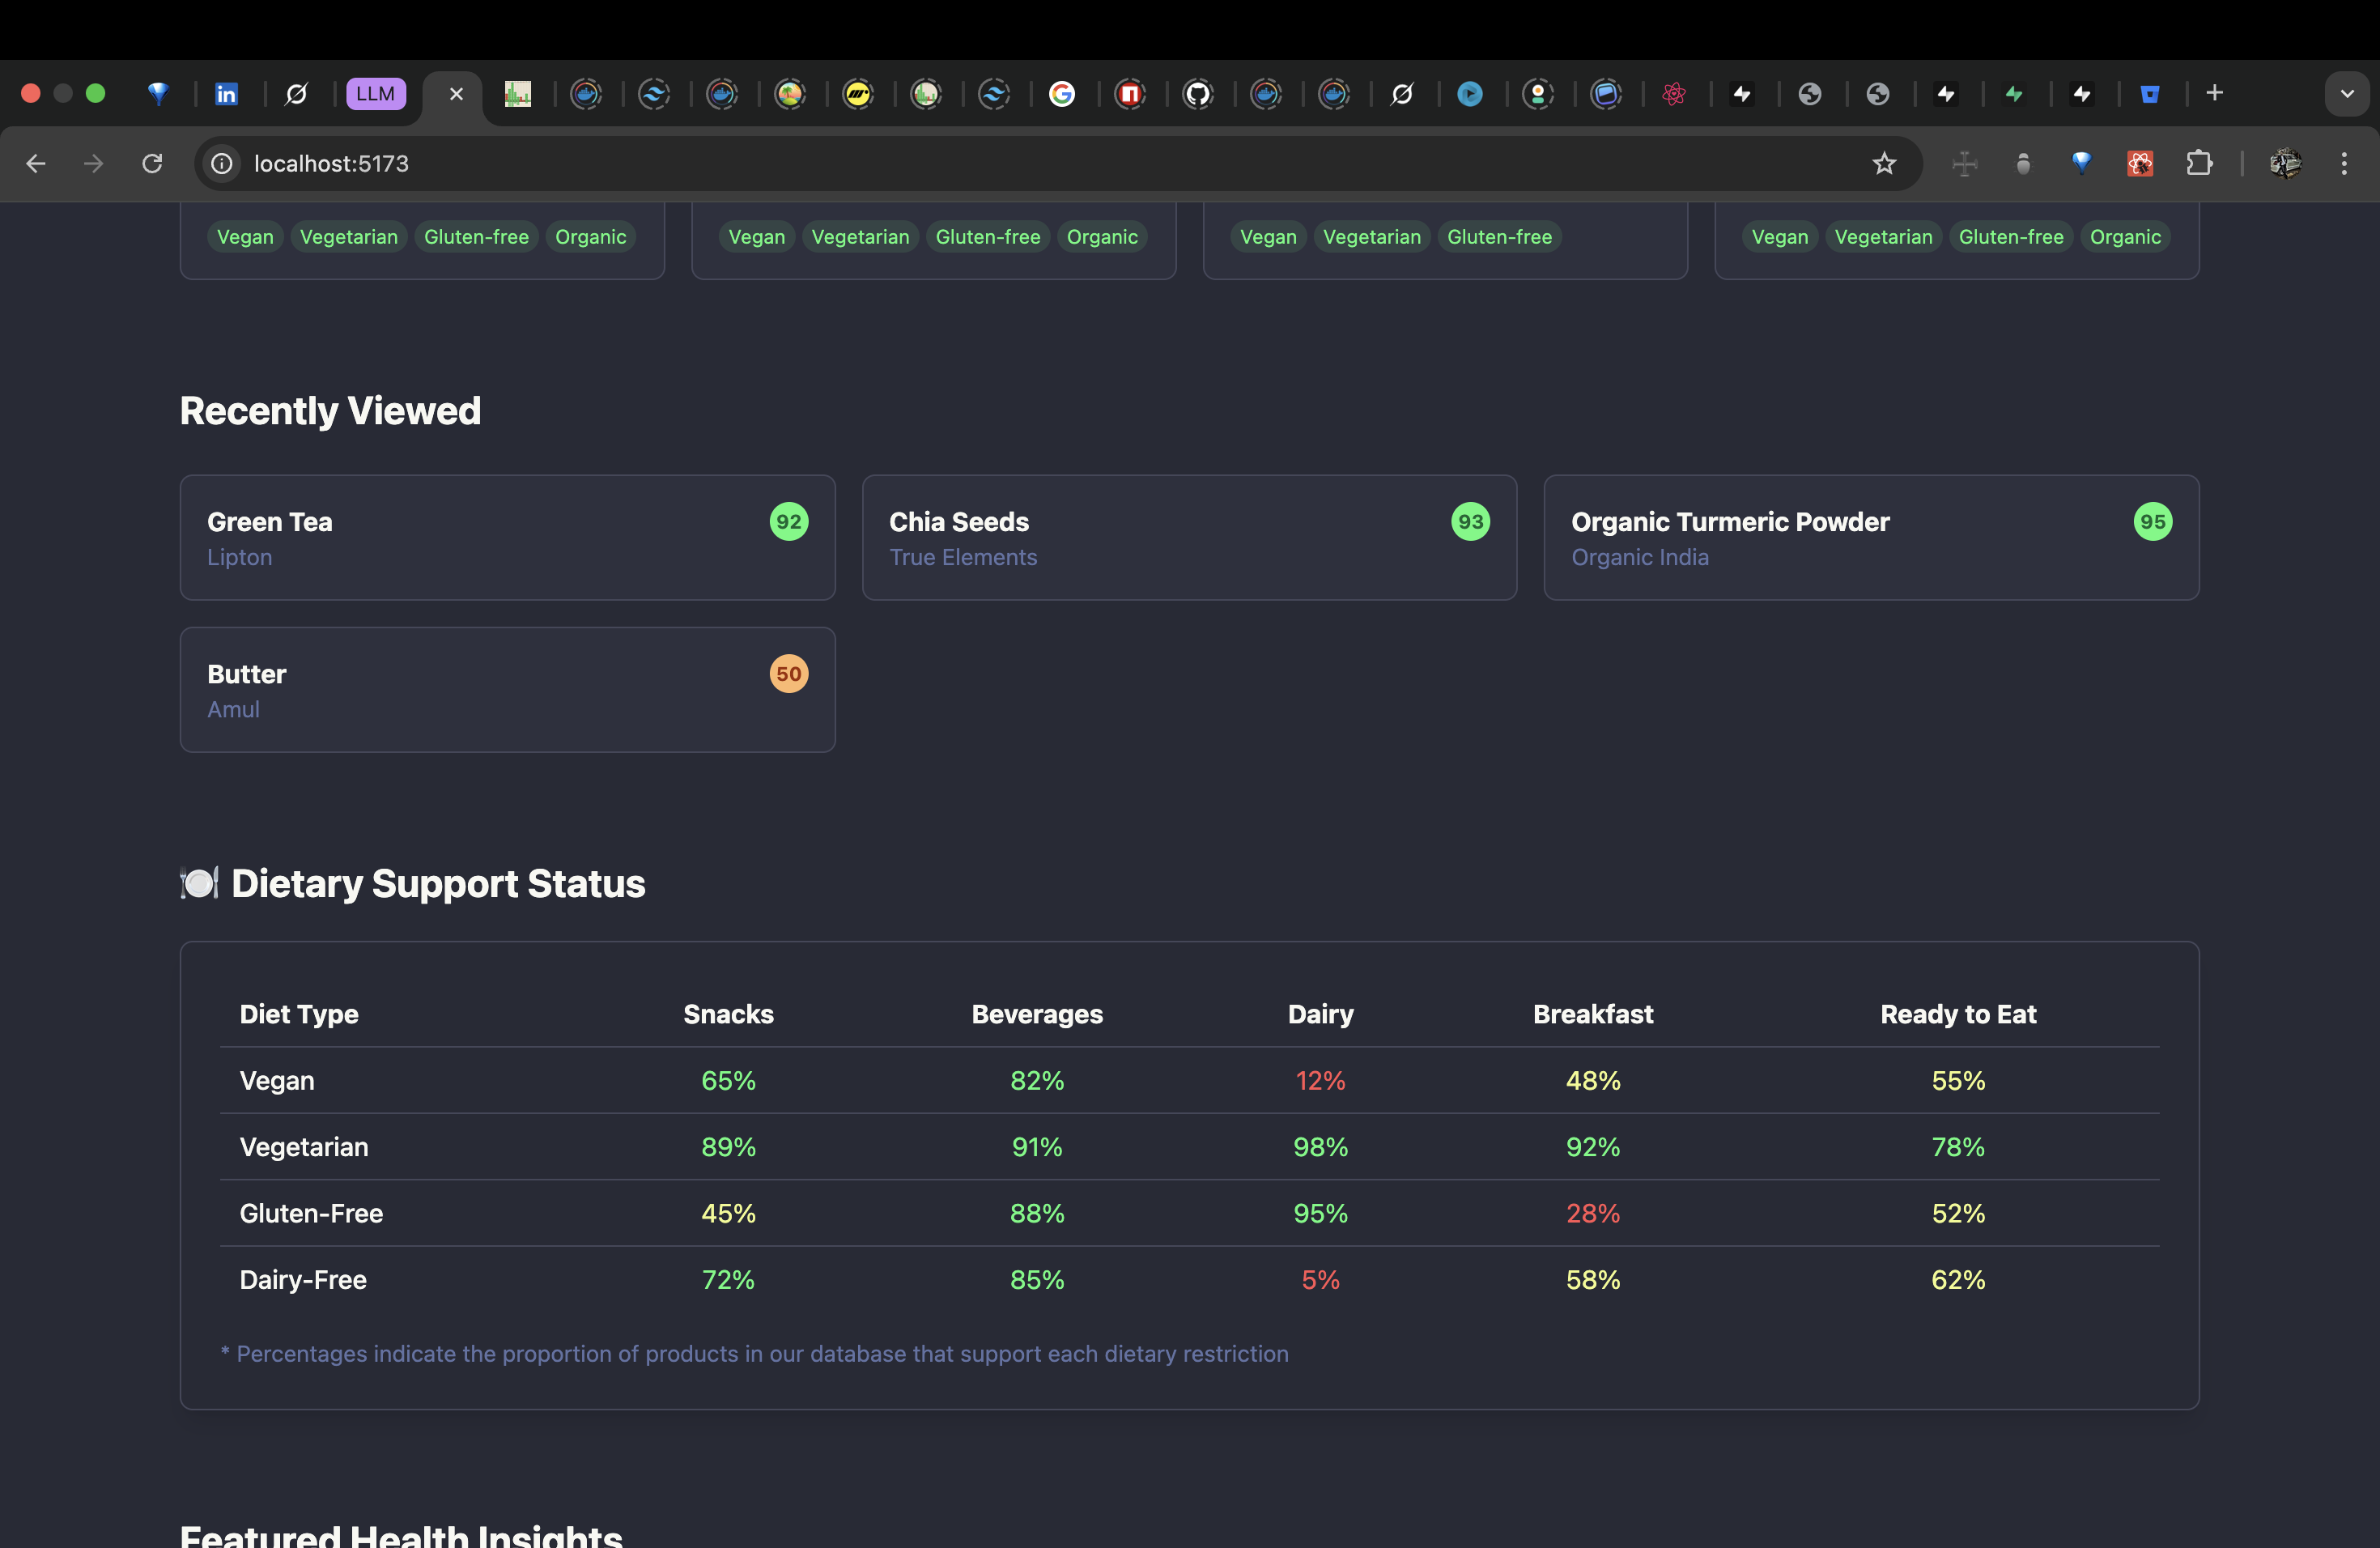 LLM
localhost:5173
Vegan Vegetarian Gluten-free Organic Vegan Vegetarian Gluten-free Organic Vegan Vegetarian Gluten-free Vegan Vegetarian Gluten-free Organic
Recently Viewed
Green Tea 92
Lipton
Chia Seeds 93
True Elements
Organic Turmeric Powder 95
Organic India
Butter 50
Amul
Dietary Support Status
Diet Type Snacks Beverages Dairy Breakfast Ready to Eat
Vegan 65% 82% 12% 48% 55%
Vegetarian 89% 91% 98% 92% 78%
Gluten-Free 45% 88% 95% 28% 52%
Dairy-Free 72% 85% 5% 58% 62%
* Percentages indicate the proportion of products in our database that support each dietary restriction
Featured Health Insights